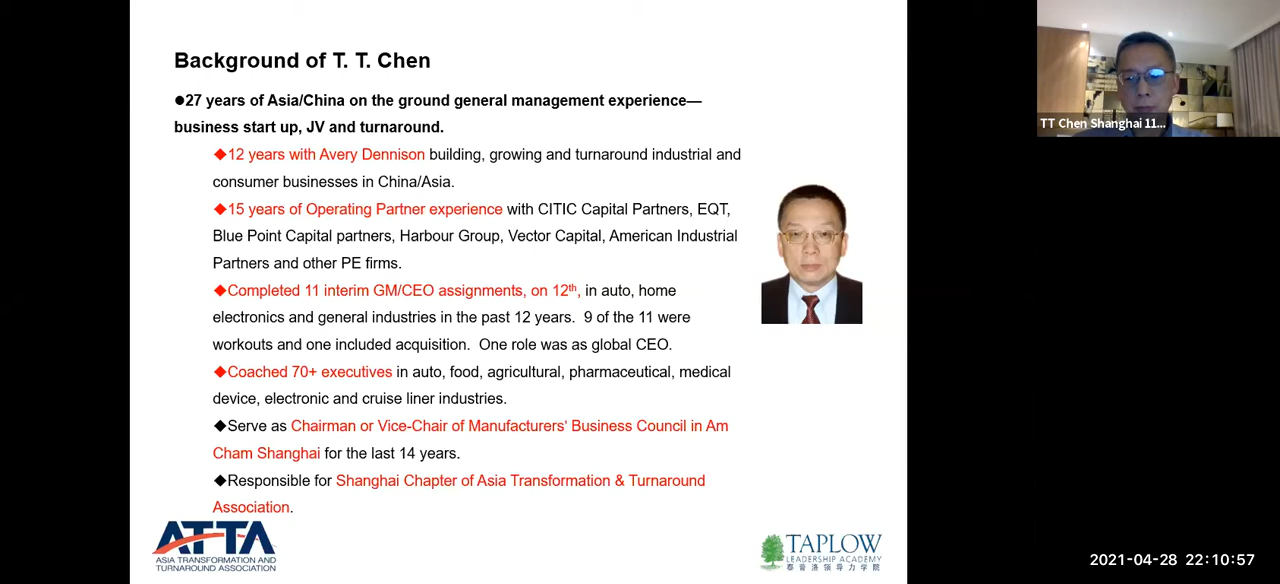 Background of T. T. Chen
●27 years of Asia/China on the ground general management experience—
business start up, JV and turnaround.
◆12 years with Avery Dennison building, growing and turnaround industrial and
consumer businesses in China/Asia.
◆15 years of Operating Partner experience with CITIC Capital Partners, EQT,
Blue Point Capital partners, Harbour Group, Vector Capital, American Industrial
Partners and other PE firms.
◆Completed 11 interim GM/CEO assignments, on 12th, in auto, home
electronics and general industries in the past 12 years.  9 of the 11 were
workouts and one included acquisition.  One role was as global CEO.
◆Coached 70+ executives in auto, food, agricultural, pharmaceutical, medical
device, electronic and cruise liner industries.
◆Serve as Chairman or Vice-Chair of Manufacturers' Business Council in Am
Cham Shanghai for the last 14 years.
◆Responsible for Shanghai Chapter of Asia Transformation & Turnaround
Association.
ATTA
ASIA TRANSFORMATION AND
TURNAROUND ASSOCIATION
TAPLOW
LEADERSHIP ACADEMY
泰普洛领导力学院
TT Chen Shanghai 11...
2021-04-28 22:10:57